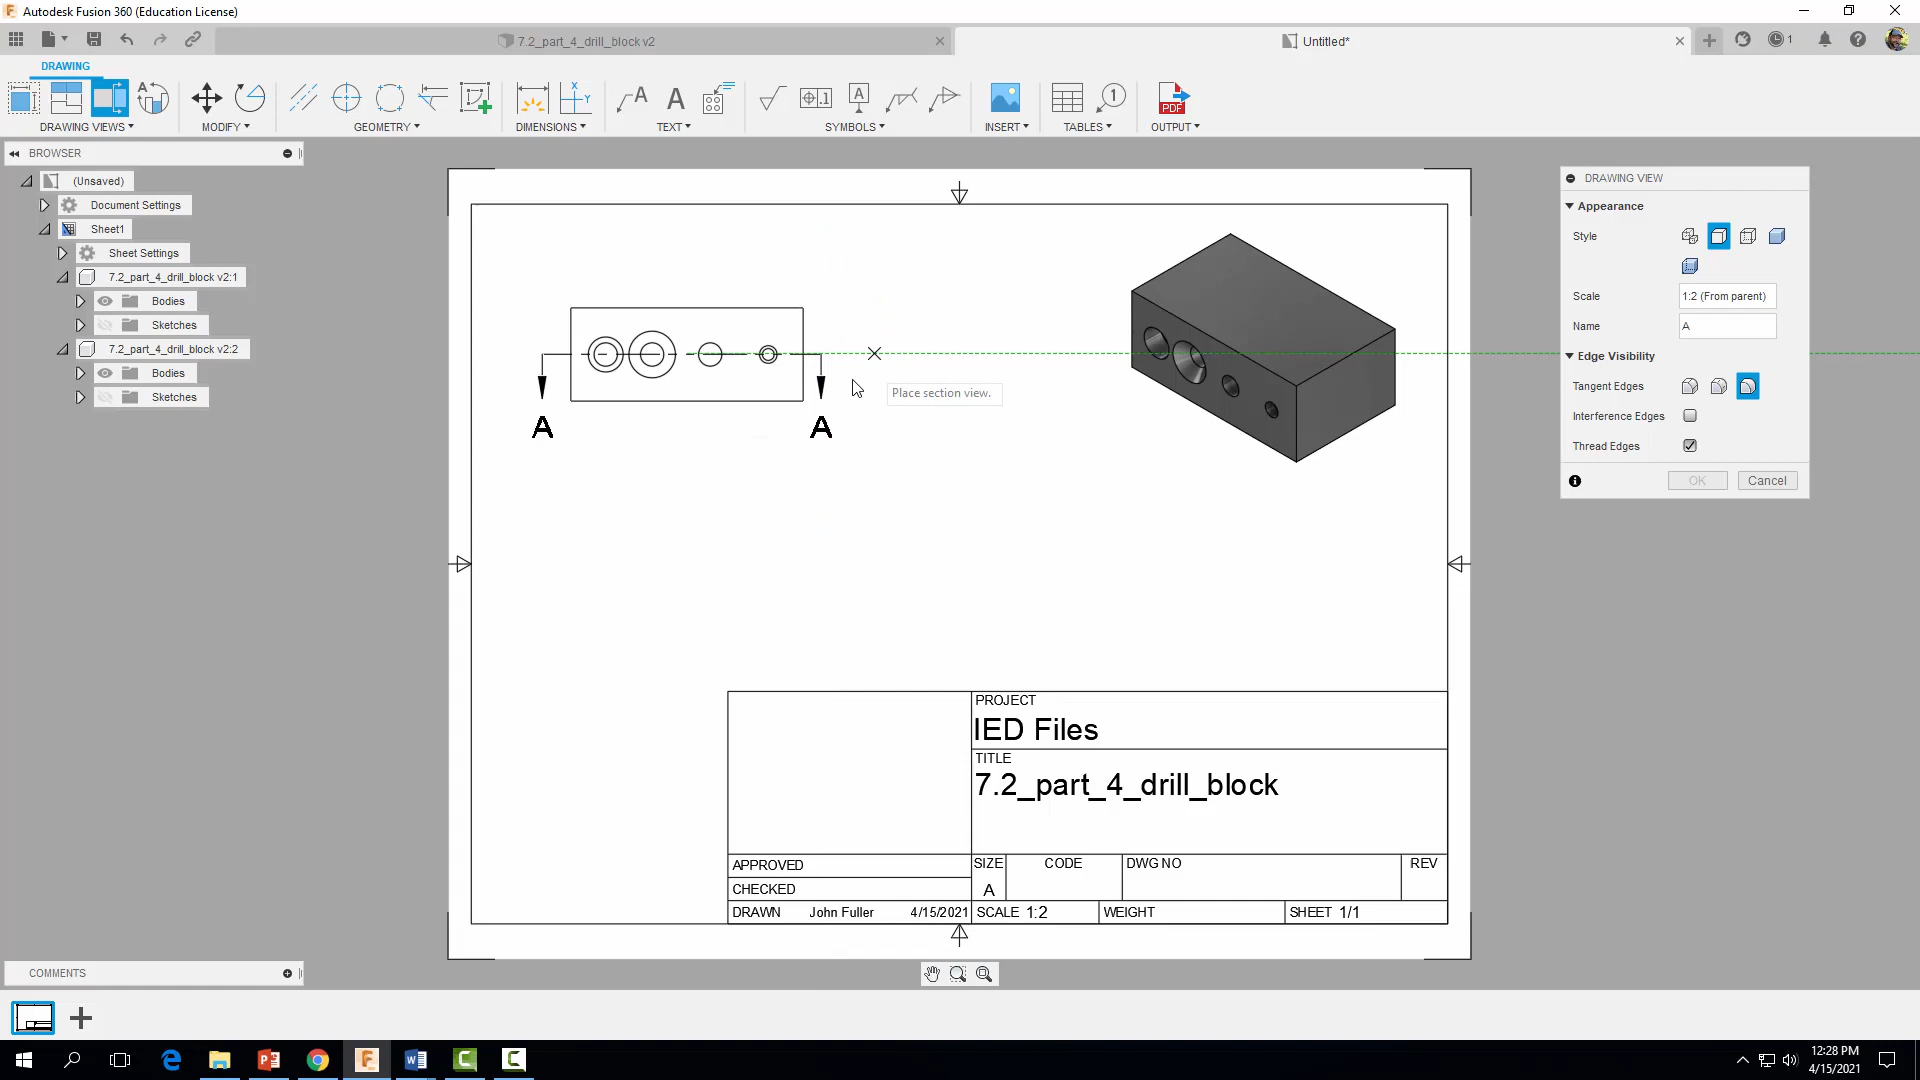 Autodesk Fusion 360 (Education License)
7.2_part_4_drill_block v2
Untitled*
1
DRAWING
DRAWING VIEWS
MODIFY
GEOMETRY
DIMENSIONS
TEXT
SYMBOLS
INSERT
TABLES
OUTPUT
BROWSER
(Unsaved)
Document Settings
Sheet1
Sheet Settings
7.2_part_4_drill_block v2:1
Bodies
Sketches
7.2_part_4_drill_block v2:2
Bodies
Sketches
A
A
Place section view.
DRAWING VIEW
Appearance
Style
Scale 1:2 (From parent)
Name A
Edge Visibility
Tangent Edges
Interference Edges
Thread Edges
OK Cancel
PROJECT
IED Files
TITLE
7.2_part_4_drill_block
APPROVED
CHECKED
DRAWN John Fuller 4/15/2021
SIZE CODE DWG NO REV
A
SCALE 1:2 WEIGHT SHEET 1/1
COMMENTS
12:28 PM
4/15/2021